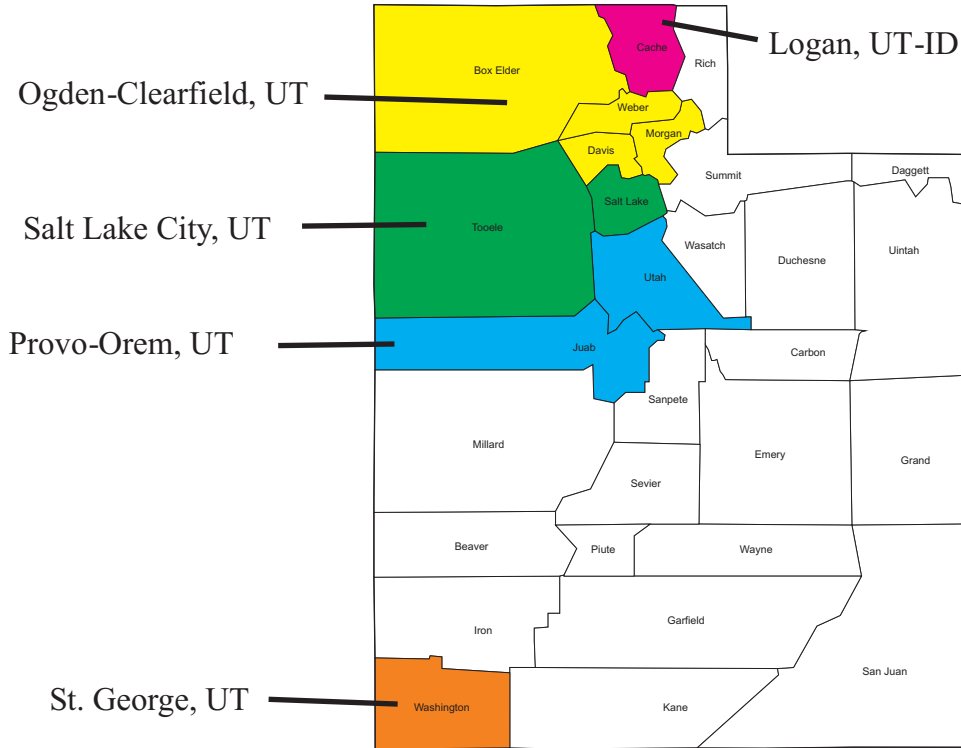 Logan, UT-ID
Cache
Rich
Box Elder
Ogden-Clearfield, UT
Weber
Morgan
Davis
Summit
Daggett
Salt Lake
Salt Lake City, UT
Tooele
Wasatch
Duchesne
Uintah
Utah
Provo-Orem, UT
Juab
Carbon
Sanpete
Millard
Emery
Grand
Sevier
Beaver
Piute
Wayne
Iron
Garfield
San Juan
St. George, UT
Washington
Kane